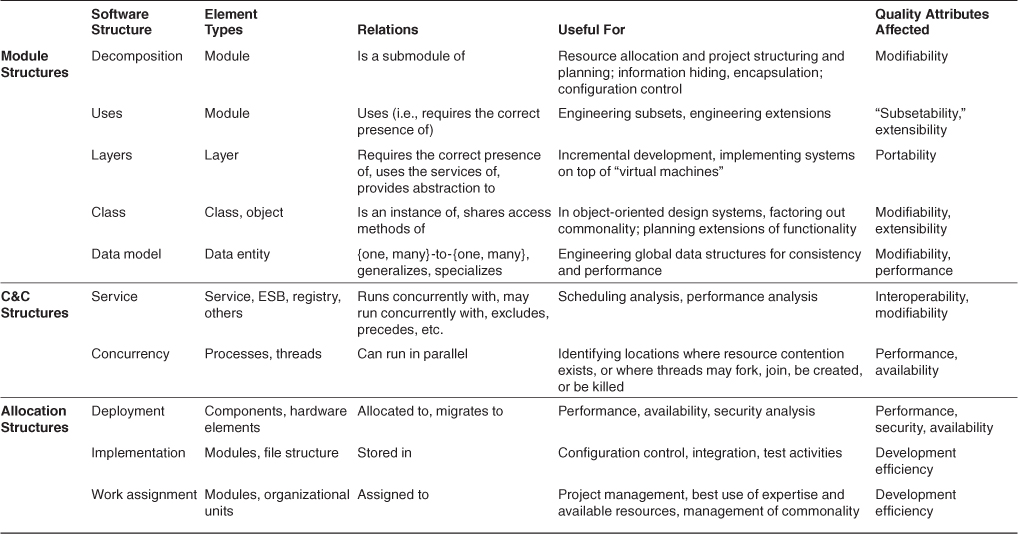 Software Structure | Element Types | Relations | Useful For | Quality Attributes Affected
Module Structures | Decomposition | Module | Is a submodule of | Resource allocation and project structuring and planning; information hiding, encapsulation; configuration control | Modifiability
Uses | Module | Uses (i.e., requires the correct presence of) | Engineering subsets, engineering extensions | “Subsetability,” extensibility
Layers | Layer | Requires the correct presence of, uses the services of, provides abstraction to | Incremental development, implementing systems on top of “virtual machines” | Portability
Class | Class, object | Is an instance of, shares access methods of | In object-oriented design systems, factoring out commonality; planning extensions of functionality | Modifiability, extensibility
Data model | Data entity | {one, many}-to-{one, many}, generalizes, specializes | Engineering global data structures for consistency and performance | Modifiability, performance
C&C Structures | Service | Service, ESB, registry, others | Runs concurrently with, may run concurrently with, excludes, precedes, etc. | Scheduling analysis, performance analysis | Interoperability, modifiability
Concurrency | Processes, threads | Can run in parallel | Identifying locations where resource contention exists, or where threads may fork, join, be created, or be killed | Performance, availability
Allocation Structures | Deployment | Components, hardware elements | Allocated to, migrates to | Performance, availability, security analysis | Performance, security, availability
Implementation | Modules, file structure | Stored in | Configuration control, integration, test activities | Development efficiency
Work assignment | Modules, organizational units | Assigned to | Project management, best use of expertise and available resources, management of commonality | Development efficiency